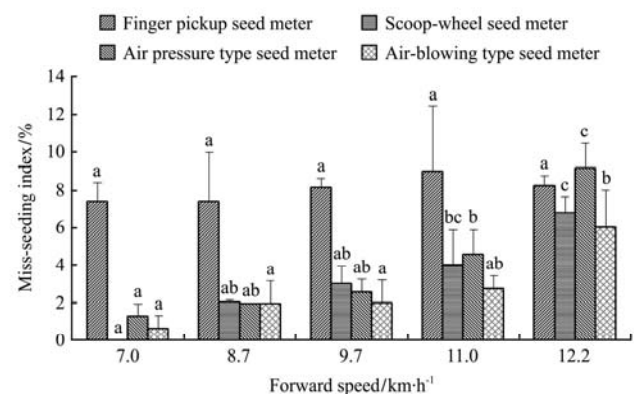 Finger pickup seed meter Scoop-wheel seed meter
Air pressure type seed meter Air-blowing type seed meter
14
12
10
8
6
4
2
0
Miss-seeding index/%
a a a a
a ab ab a
a ab ab a
a bc b ab
a c c b
7.0 8.7 9.7 11.0 12.2
Forward speed/km·h⁻¹